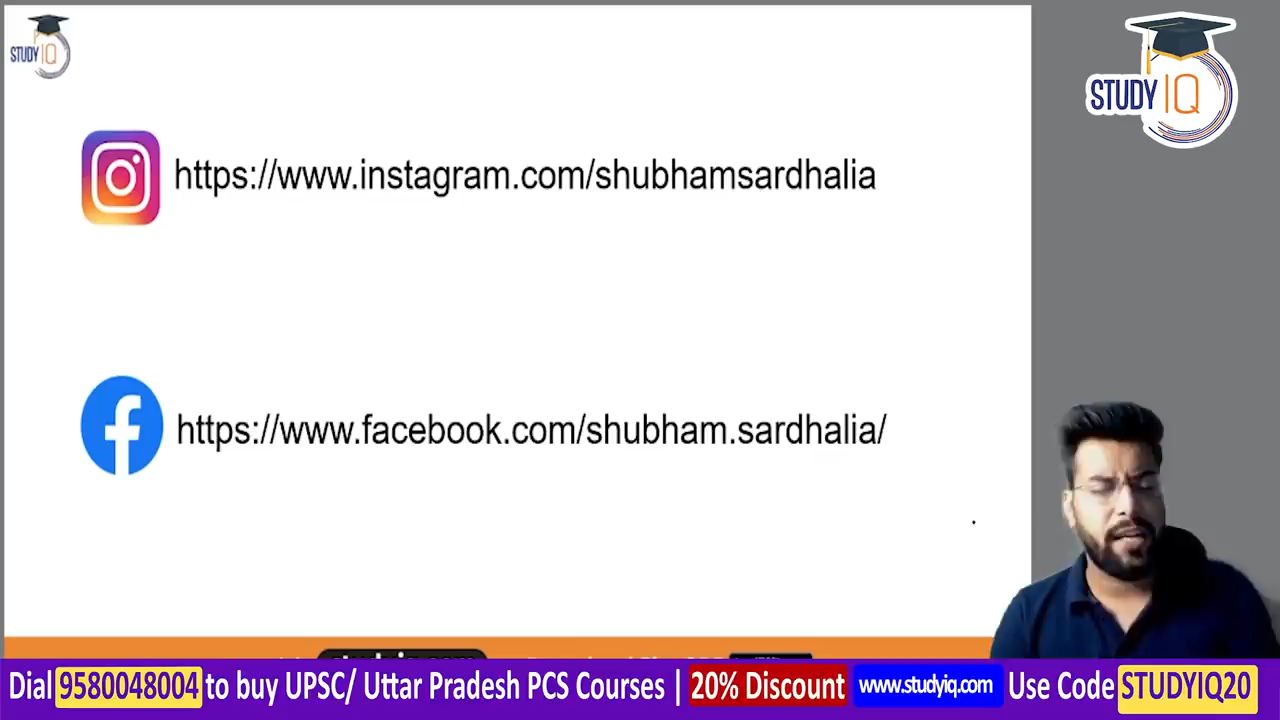 STUDY IQ
STUDY IQ
https://www.instagram.com/shubhamsardhalia
https://www.facebook.com/shubham.sardhalia/
Dial 9580048004 to buy UPSC/ Uttar Pradesh PCS Courses | 20% Discount www.studyiq.com Use Code STUDYIQ20